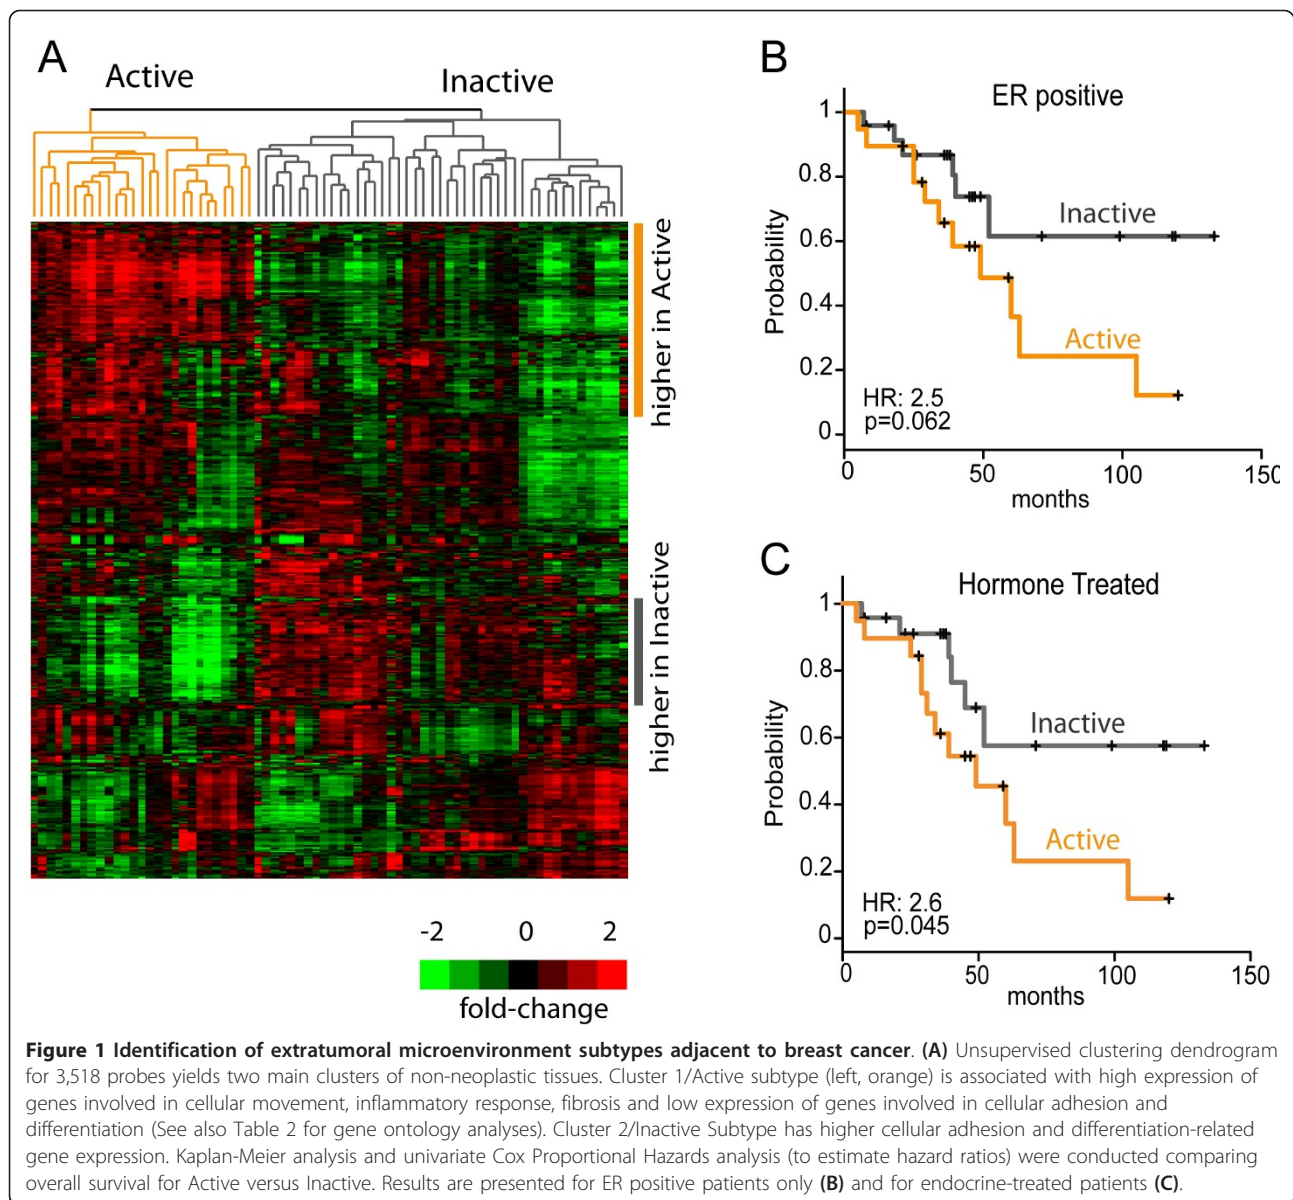 A
Active
Inactive
higher in Active
higher in Inactive
-2 0 2
fold-change
B
ER positive
1
0.8
0.6
0.4
0.2
0
Probability
Inactive
Active
HR: 2.5
p=0.062
0 50 100 150
months
C
Hormone Treated
1
0.8
0.6
0.4
0.2
0
Probability
Inactive
Active
HR: 2.6
p=0.045
0 50 100 150
months
Figure 1 Identification of extratumoral microenvironment subtypes adjacent to breast cancer. (A) Unsupervised clustering dendrogram
for 3,518 probes yields two main clusters of non-neoplastic tissues. Cluster 1/Active subtype (left, orange) is associated with high expression of
genes involved in cellular movement, inflammatory response, fibrosis and low expression of genes involved in cellular adhesion and
differentiation (See also Table 2 for gene ontology analyses). Cluster 2/Inactive Subtype has higher cellular adhesion and differentiation-related
gene expression. Kaplan-Meier analysis and univariate Cox Proportional Hazards analysis (to estimate hazard ratios) were conducted comparing
overall survival for Active versus Inactive. Results are presented for ER positive patients only (B) and for endocrine-treated patients (C).